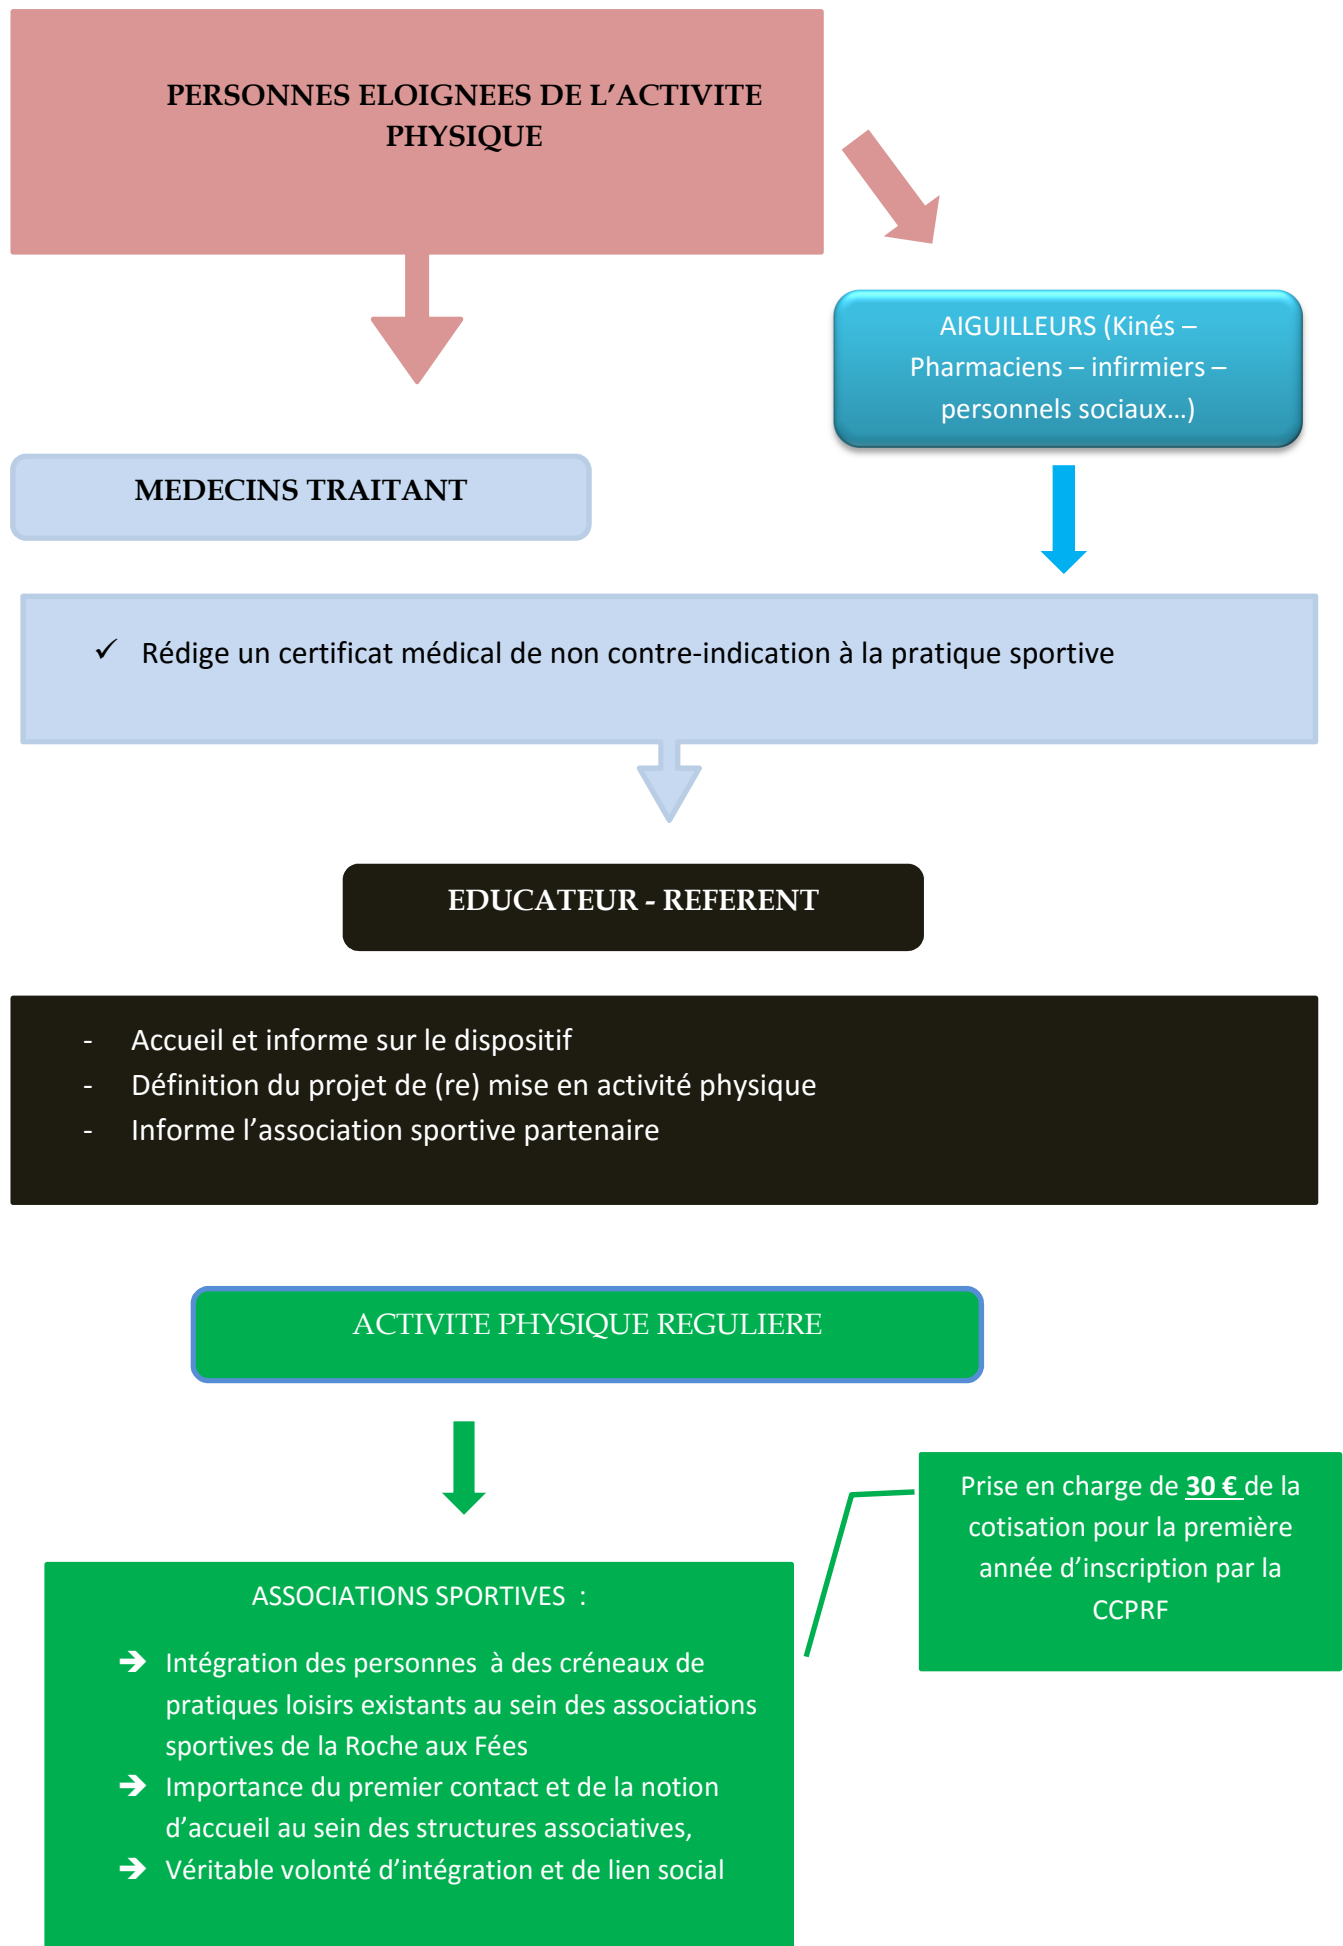 PERSONNES ELOIGNEES DE L’ACTIVITE
PHYSIQUE
AIGUILLEURS (Kinés –
Pharmaciens – infirmiers –
personnels sociaux…)
MEDECINS TRAITANT
✓ Rédige un certificat médical de non contre-indication à la pratique sportive
EDUCATEUR - REFERENT
- Accueil et informe sur le dispositif
- Définition du projet de (re) mise en activité physique
- Informe l’association sportive partenaire
ACTIVITE PHYSIQUE REGULIERE
Prise en charge de 30 € de la
cotisation pour la première
année d’inscription par la
CCPRF
ASSOCIATIONS SPORTIVES :
➔ Intégration des personnes à des créneaux de
pratiques loisirs existants au sein des associations
sportives de la Roche aux Fées
➔ Importance du premier contact et de la notion
d’accueil au sein des structures associatives,
➔ Véritable volonté d’intégration et de lien social